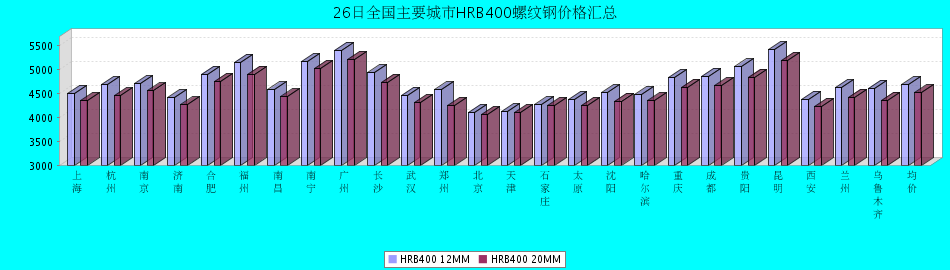 26日全国主要城市HRB400螺纹钢价格汇总
5500
5000
4500
4000
3500
3000
上海
杭州
南京
济南
合肥
福州
南昌
南宁
广州
长沙
武汉
郑州
北京
天津
石家庄
太原
沈阳
哈尔滨
重庆
成都
贵阳
昆明
西安
兰州
乌鲁木齐
均价
HRB400 12MM HRB400 20MM